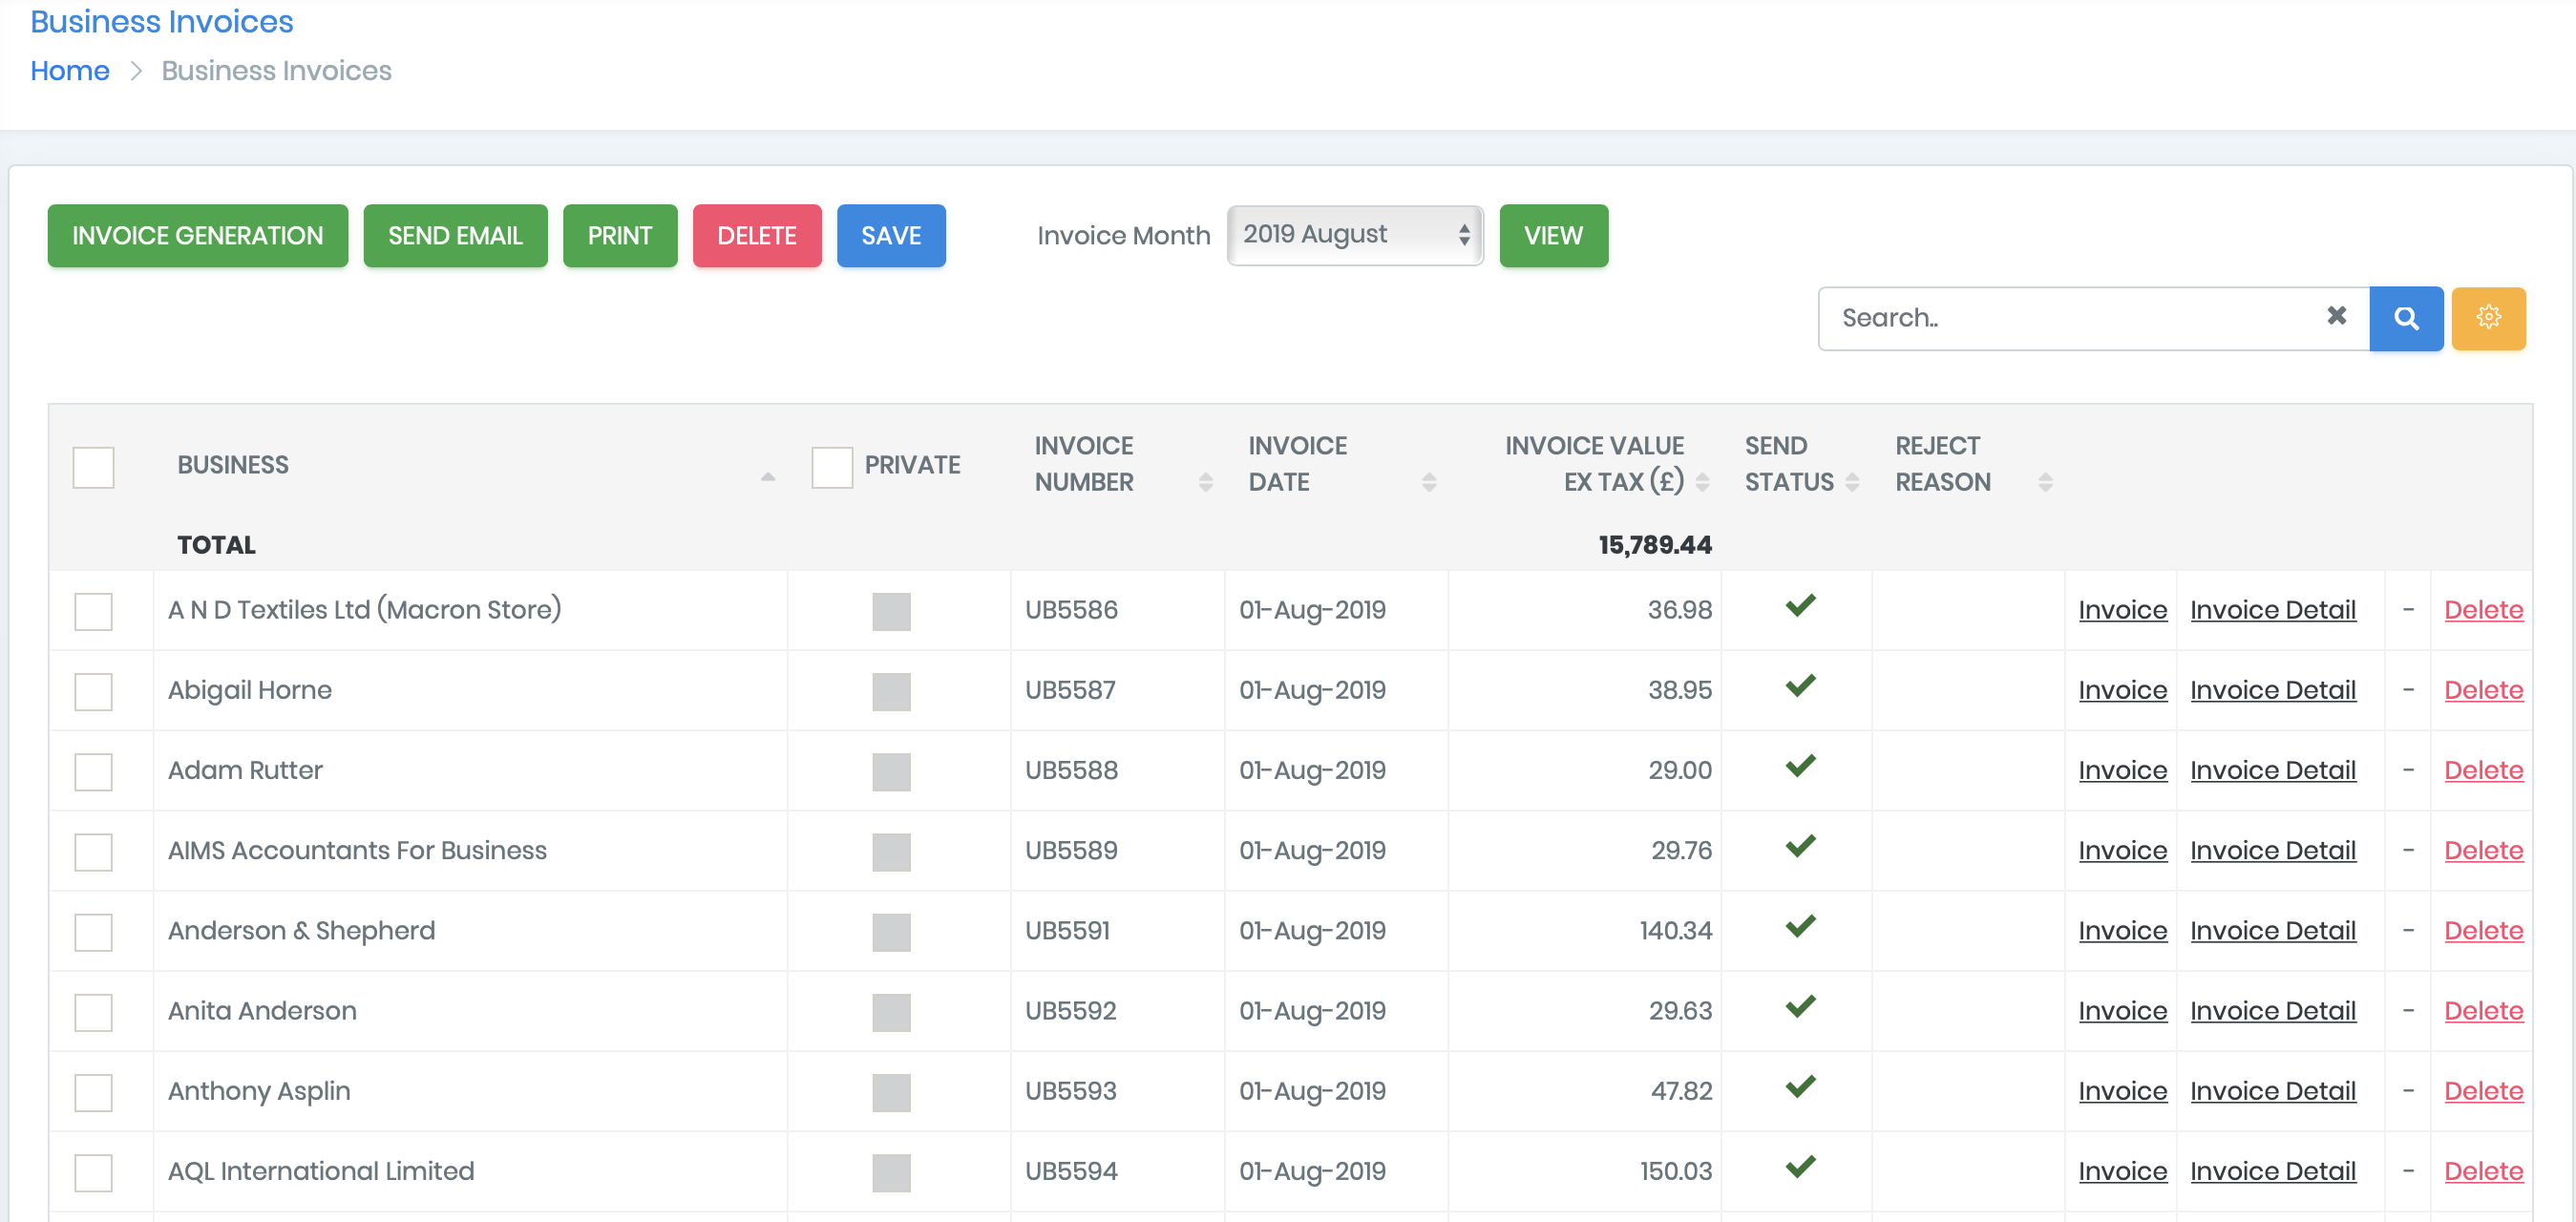 Business Invoices
Home > Business Invoices
INVOICE GENERATION SEND EMAIL PRINT DELETE SAVE Invoice Month 2019 August VIEW
Search..
BUSINESS PRIVATE INVOICE NUMBER INVOICE DATE INVOICE VALUE EX TAX (£) SEND STATUS REJECT REASON
TOTAL 15,789.44
A N D Textiles Ltd (Macron Store) UB5586 01-Aug-2019 36.98 Invoice Invoice Detail - Delete
Abigail Horne UB5587 01-Aug-2019 38.95 Invoice Invoice Detail - Delete
Adam Rutter UB5588 01-Aug-2019 29.00 Invoice Invoice Detail - Delete
AIMS Accountants For Business UB5589 01-Aug-2019 29.76 Invoice Invoice Detail - Delete
Anderson & Shepherd UB5591 01-Aug-2019 140.34 Invoice Invoice Detail - Delete
Anita Anderson UB5592 01-Aug-2019 29.63 Invoice Invoice Detail - Delete
Anthony Asplin UB5593 01-Aug-2019 47.82 Invoice Invoice Detail - Delete
AQL International Limited UB5594 01-Aug-2019 150.03 Invoice Invoice Detail - Delete